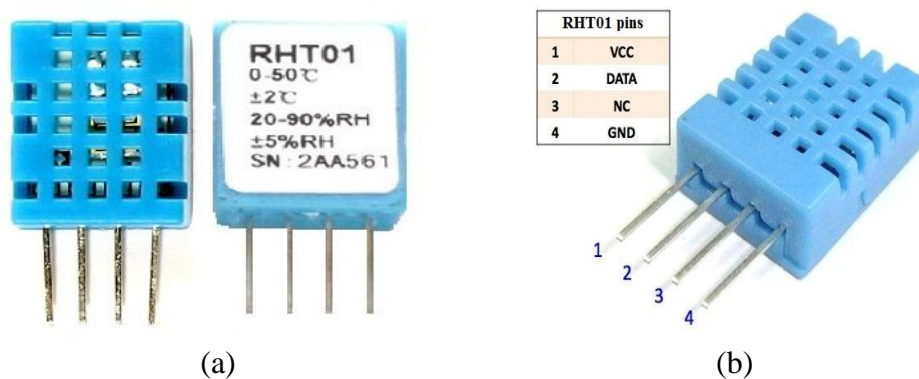 RHT01
0-50℃
±2℃
20-90%RH
±5%RH
SN: 2AA561
RHT01 pins
1 VCC
2 DATA
3 NC
4 GND
1
2
3
4
(a)
(b)